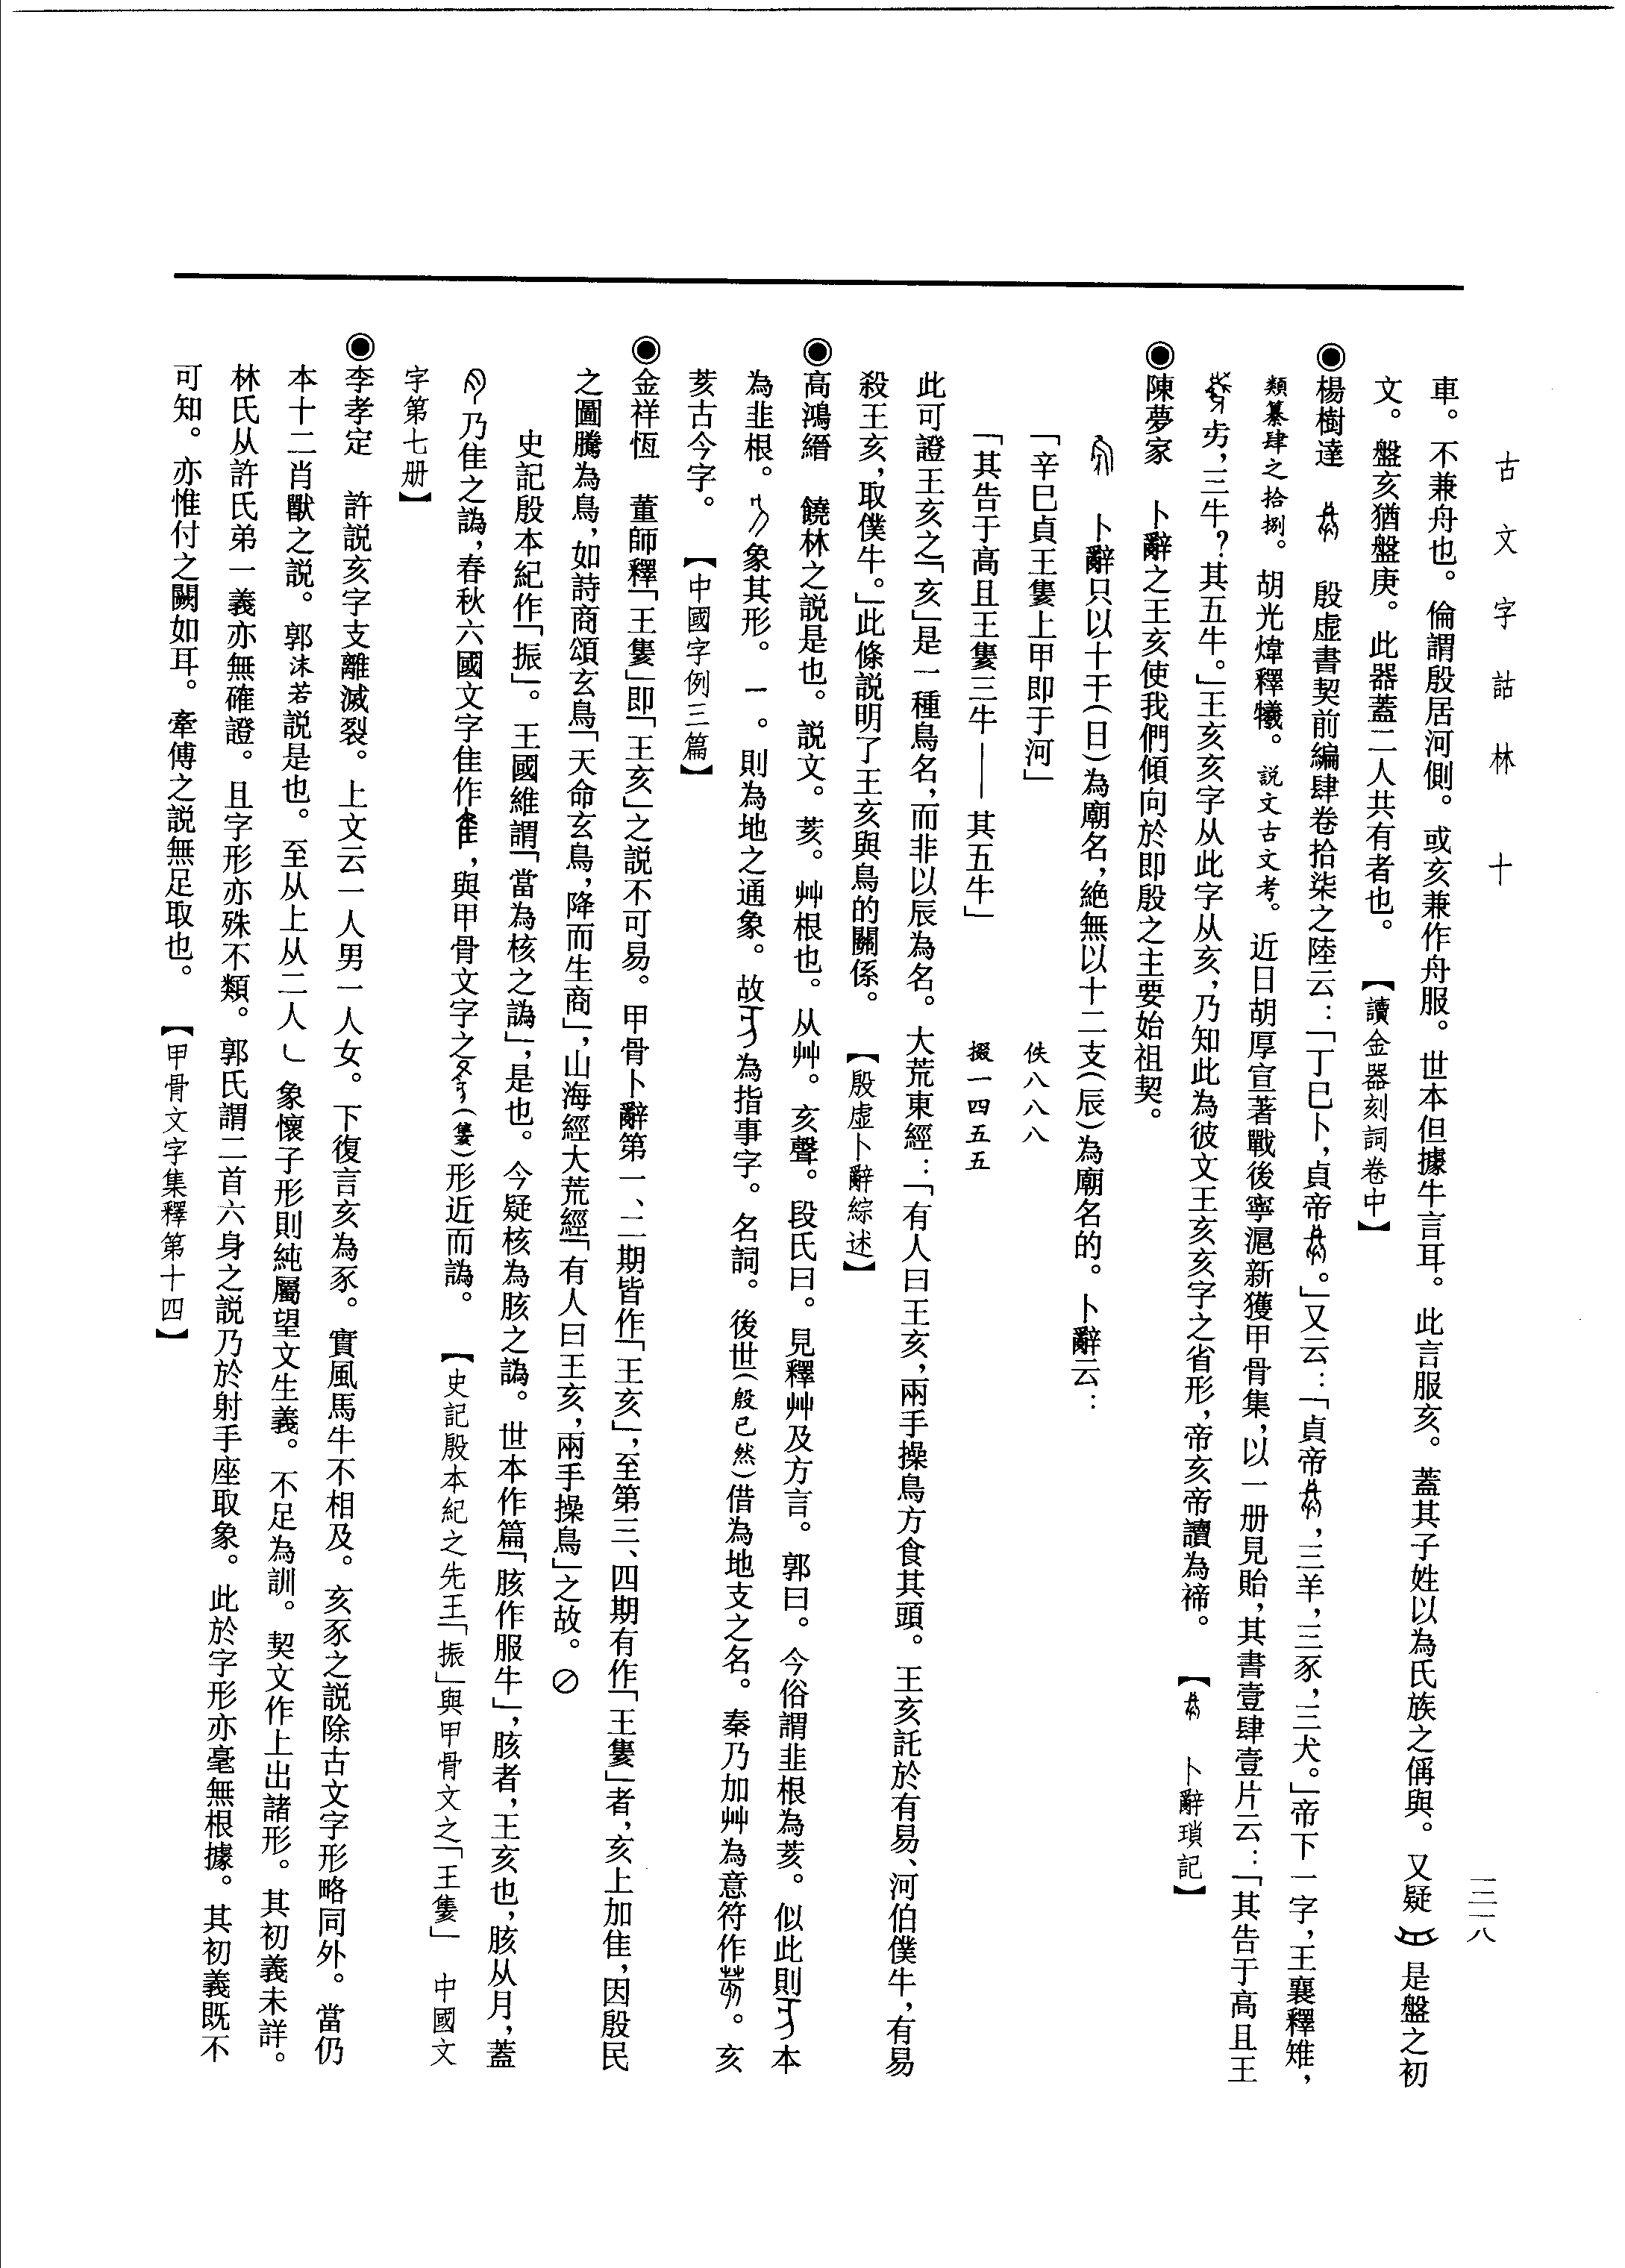 古文字詁林 十
三一八
車。不兼舟也。倫謂殷居河側。或亥兼作舟服。世本但據牛言耳。此言服亥。蓋其子姓以為氏族之偁與。又疑 是盤之初
文。盤亥猶盤庚。此器蓋二人共有者也。 【讀金器刻詞卷中】
◉楊樹達 殷虛書契前編肆卷拾柒之陸云：「丁巳卜，貞帝 。」又云：「貞帝 ，三羊，三豕，三犬。」帝下一字，王襄釋雉，
類纂肆之拾捌。胡光煒釋犧。説文古文考。近日胡厚宣著戰後寧滬新獲甲骨集，以一册見貽，其書壹肆壹片云：「其告于高且王
 ，三牛？其五牛。」王亥亥字从此字从亥，乃知此為彼文王亥亥字之省形，帝亥帝讀為禘。 【 卜辭瑣記】
◉陳夢家 卜辭之王亥使我們傾向於即殷之主要始祖契。
卜辭只以十干（日）為廟名，絶無以十二支（辰）為廟名的。卜辭云：
「辛巳貞王 上甲即于河」 佚八八八
「其告于高且王 三牛——其五牛」 掇一四五五
此可證王亥之「亥」是一種鳥名，而非以辰為名。大荒東經：「有人曰王亥，兩手操鳥方食其頭。王亥託於有易、河伯僕牛，有易
殺王亥，取僕牛。」此條説明了王亥與鳥的關係。 【殷虛卜辭綜述】
◉高鴻縉 饒林之説是也。説文。荄。艸根也。从艸。亥聲。段氏曰。見釋艸及方言。郭曰。今俗謂韭根為荄。似此則 本
為韭根。 象其形。一。則為地之通象。故 為指事字。名詞。後世（殷已然）借為地支之名。秦乃加艸為意符作 。亥
荄古今字。 【中國字例三篇】
◉金祥恆 董師釋「王 」即「王亥」之説不可易。甲骨卜辭第一、二期皆作「王亥」，至第三、四期有作「王 」者，亥上加隹，因殷民
之圖騰為鳥，如詩商頌玄鳥「天命玄鳥，降而生商」，山海經大荒經「有人曰王亥，兩手操鳥」之故。
史記殷本紀作「振」。王國維謂「當為核之譌」，是也。今疑核為胲之譌。世本作篇「胲作服牛」，胲者，王亥也，胲从月，蓋
 乃隹之譌，春秋六國文字隹作 ，與甲骨文字之 形近而譌。 【史記殷本紀之先王「振」與甲骨文之「王 」 中國文
字第七册】
◉李孝定 許説亥字支離滅裂。上文云一人男一人女。下復言亥為豕。實風馬牛不相及。亥豕之説除古文字形略同外。當仍
本十二肖獸之説。郭沫若説是也。至从上从二人乚象懷子形則純屬望文生義。不足為訓。契文作上出諸形。其初義未詳。
林氏从許氏弟一義亦無確證。且字形亦殊不類。郭氏謂二首六身之説乃於射手座取象。此於字形亦毫無根據。其初義既不
可知。亦惟付之闕如耳。牽傅之説無足取也。 【甲骨文字集釋第十四】